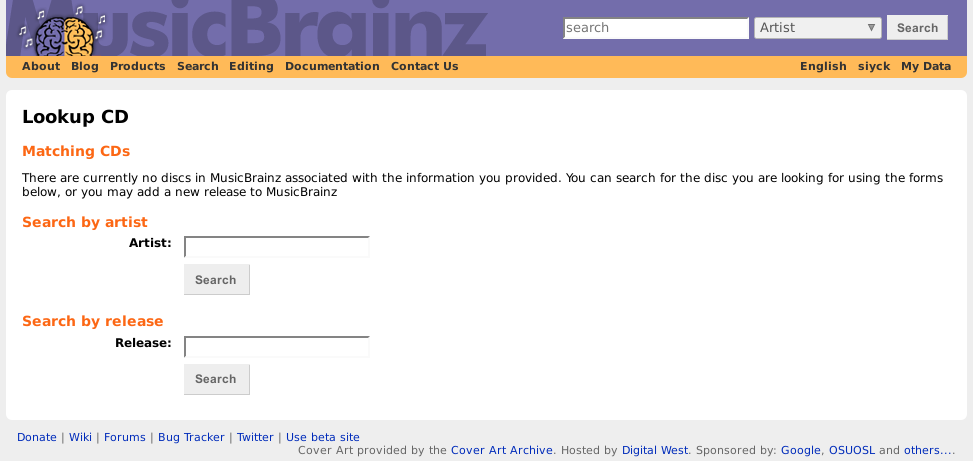 MusicBrainz
search Artist ▼ Search
About Blog Products Search Editing Documentation Contact Us English siyck My Data
Lookup CD
Matching CDs
There are currently no discs in MusicBrainz associated with the information you provided. You can search for the disc you are looking for using the forms
below, or you may add a new release to MusicBrainz
Search by artist
Artist:
Search
Search by release
Release:
Search
Donate | Wiki | Forums | Bug Tracker | Twitter | Use beta site
Cover Art provided by the Cover Art Archive. Hosted by Digital West. Sponsored by: Google, OSUOSL and others....